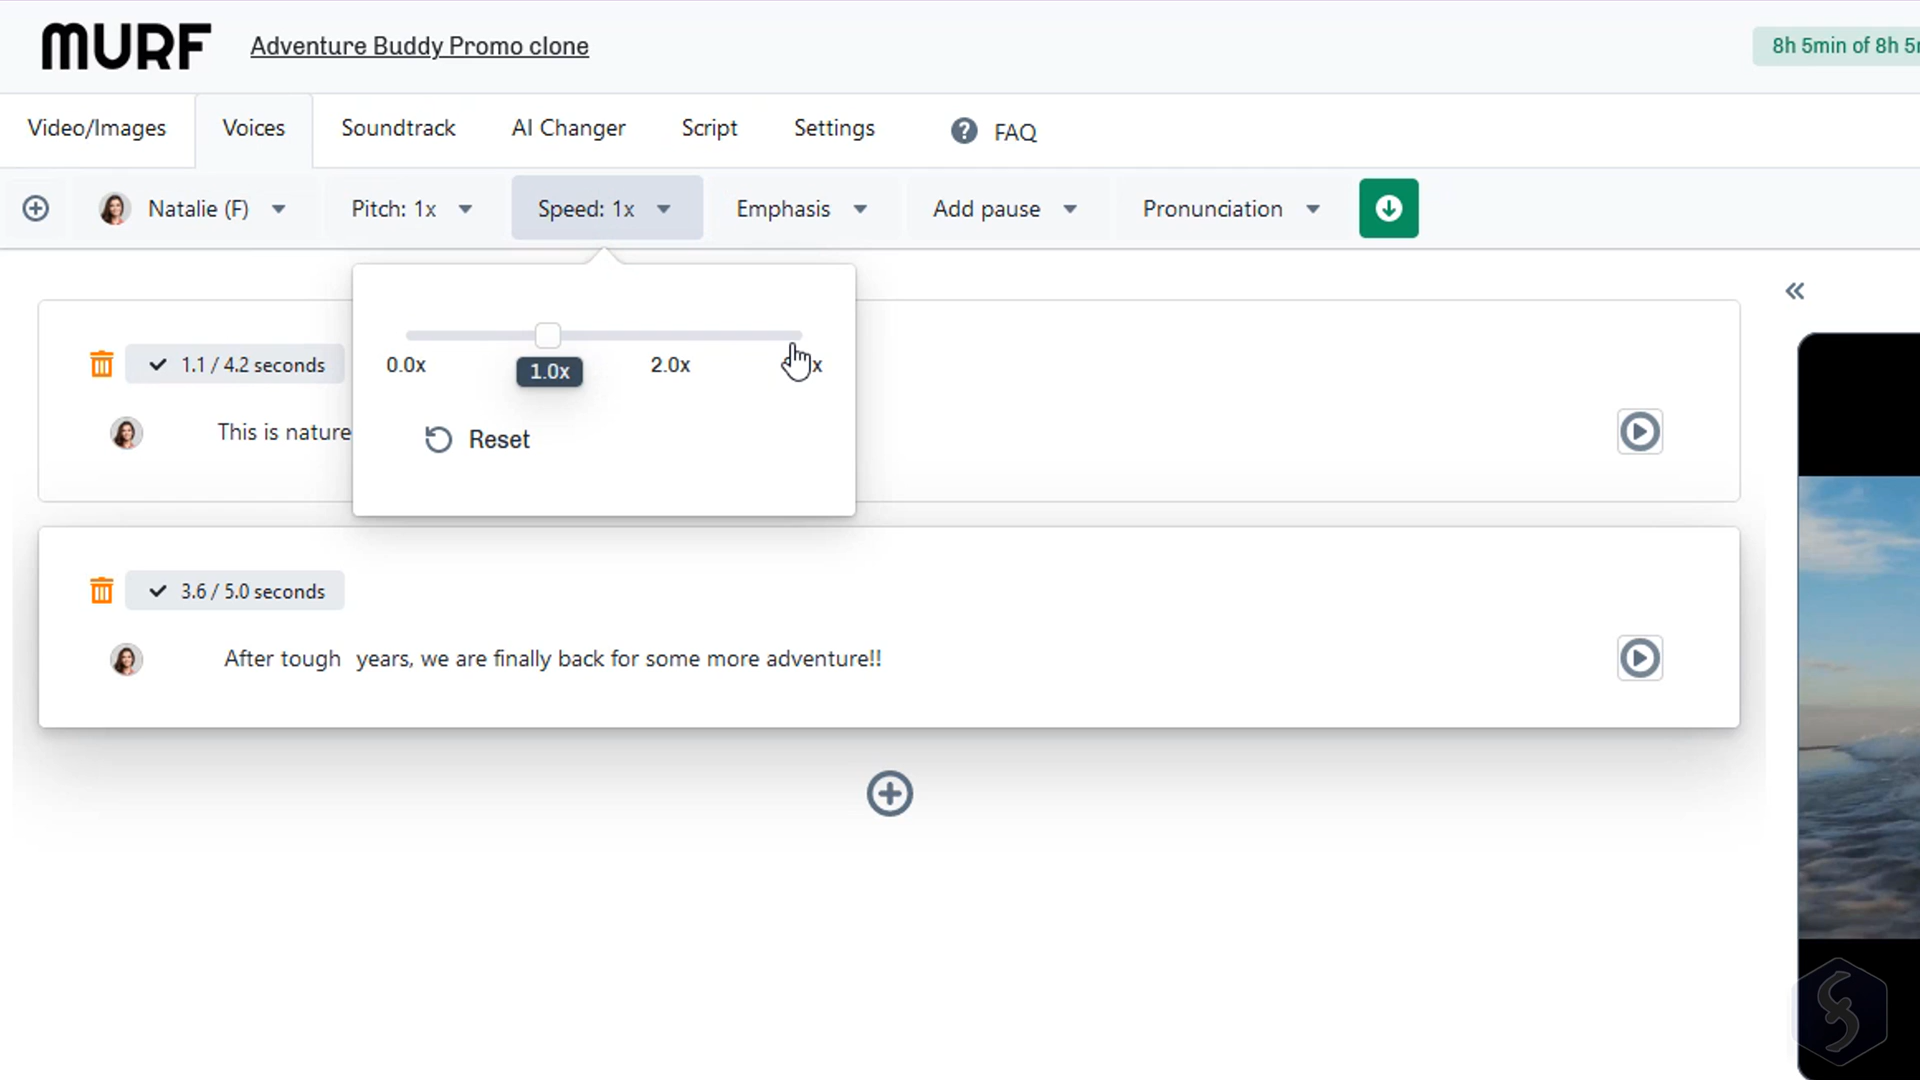 MURF Adventure Buddy Promo clone 8h 5min of 8h
Video/Images Voices Soundtrack AI Changer Script Settings ? FAQ
Natalie (F) Pitch: 1x Speed: 1x Emphasis Add pause Pronunciation
1.1 / 4.2 seconds
0.0x 1.0x 2.0x
This is nature
Reset
3.6 / 5.0 seconds
After tough years, we are finally back for some more adventure!!